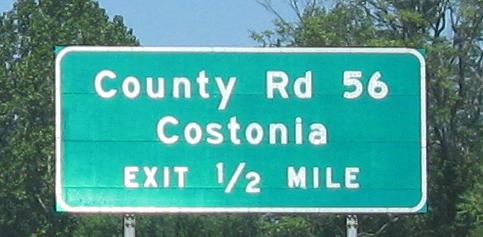 County Rd 56
Costonia
EXIT 1/2 MILE